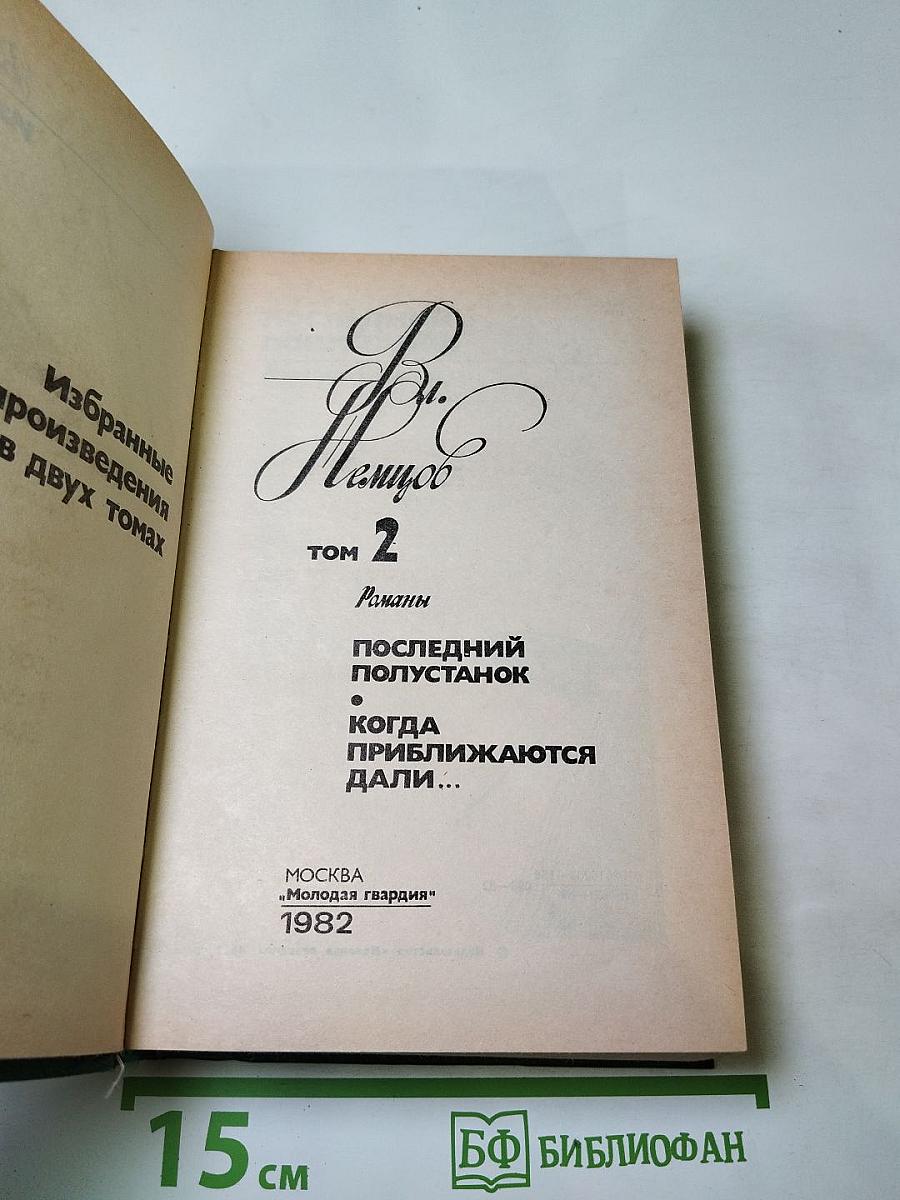 Избранные
произведения
в двух томах
Вл.
Немцов
том 2
Романы
ПОСЛЕДНИЙ
ПОЛУСТАНОК
•
КОГДА
ПРИБЛИЖАЮТСЯ
ДАЛИ...
МОСКВА
„Молодая гвардия"
1982
15 см
БФ БИБЛИОФАН